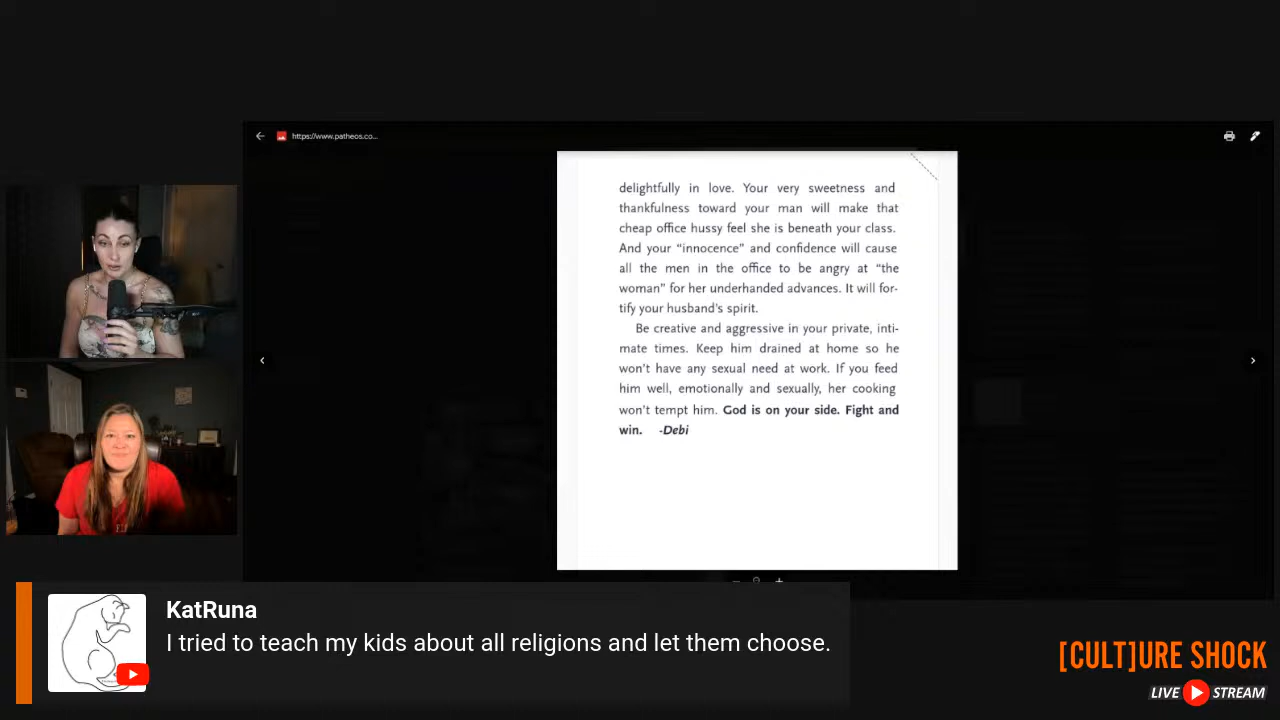 https://www.patheos.co...
delightfully in love. Your very sweetness and
thankfulness toward your man will make that
cheap office hussy feel she is beneath your class.
And your “innocence” and confidence will cause
all the men in the office to be angry at “the
woman” for her underhanded advances. It will for-
tify your husband’s spirit.
Be creative and aggressive in your private, inti-
mate times. Keep him drained at home so he
won’t have any sexual need at work. If you feed
him well, emotionally and sexually, her cooking
won’t tempt him. God is on your side. Fight and
win. -Debi
KatRuna
I tried to teach my kids about all religions and let them choose.
[CULT]URE SHOCK
LIVE STREAM